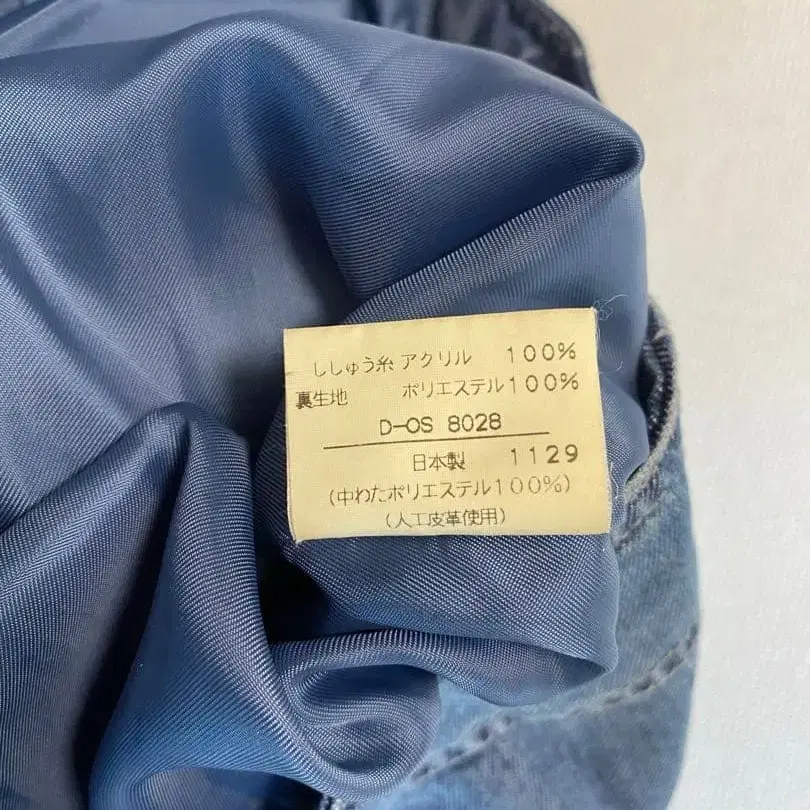 ししゅう糸 アクリル 100%
裏生地 ポリエステル100%
D-OS 8028
日本製 1129
(中わたポリエステル100%)
(人工皮革使用)